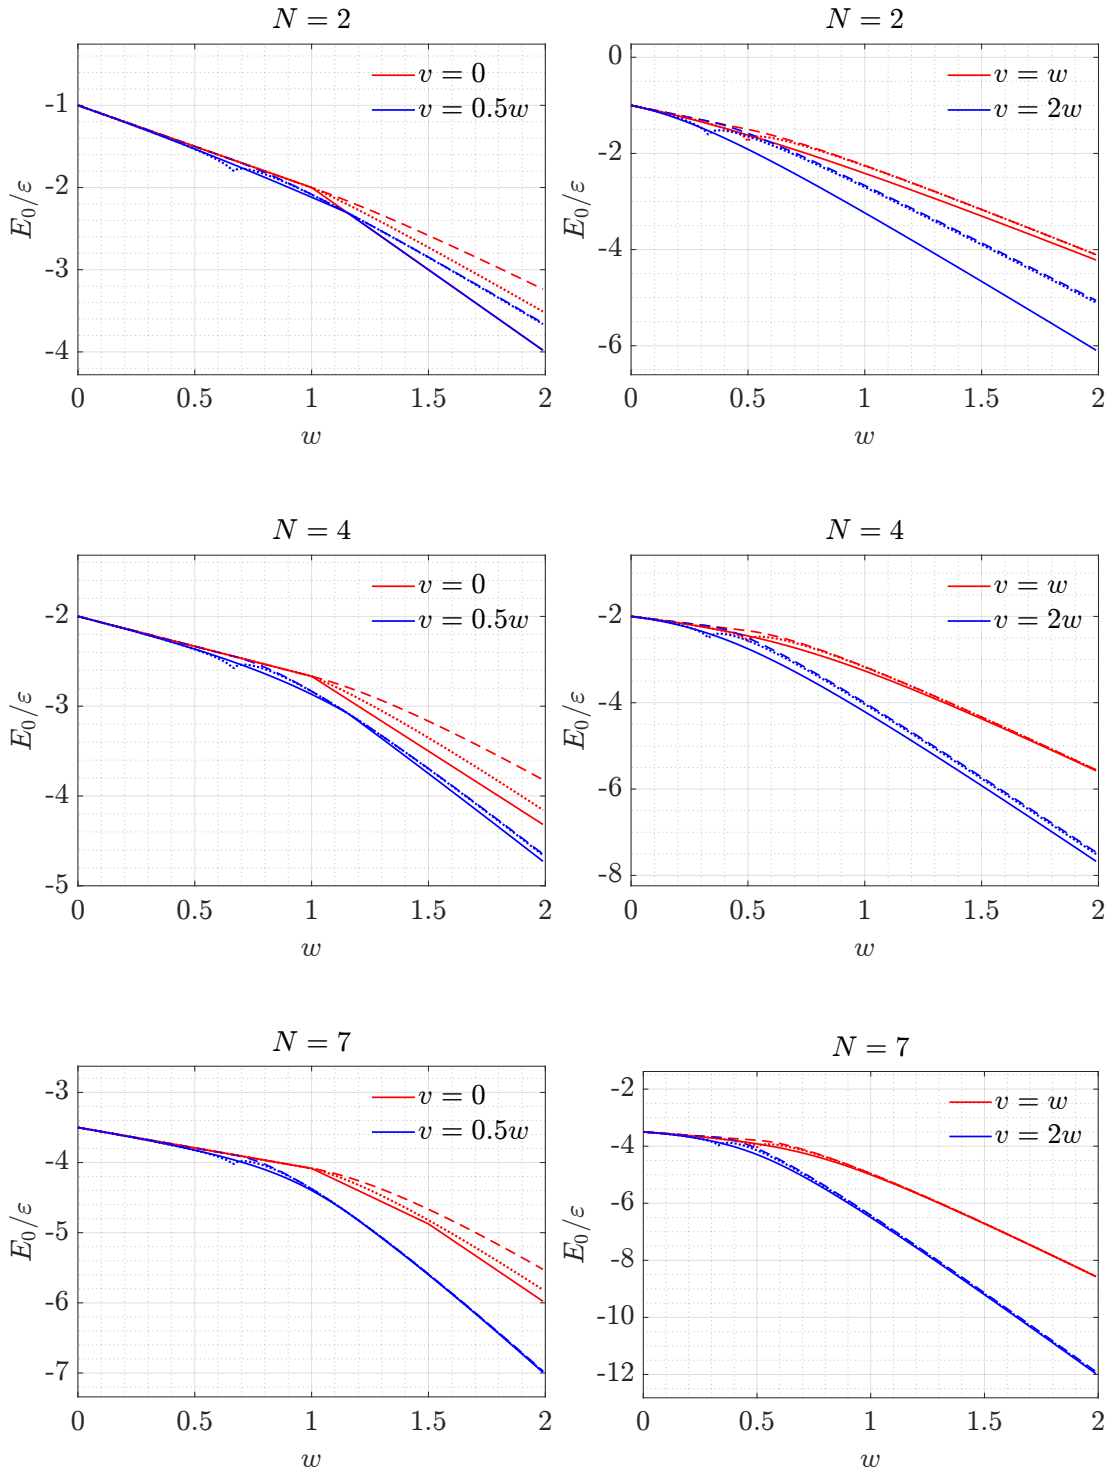 N = 2
-1
-2
-3
-4
0
0.5
1
1.5
2
E₀/ε
w
v = 0
v = 0.5w
N = 2
0
-2
-4
-6
0
0.5
1
1.5
2
E₀/ε
w
v = w
v = 2w
N = 4
-2
-3
-4
-5
0
0.5
1
1.5
2
E₀/ε
w
v = 0
v = 0.5w
N = 4
-2
-4
-6
-8
0
0.5
1
1.5
2
E₀/ε
w
v = w
v = 2w
N = 7
-3
-4
-5
-6
-7
0
0.5
1
1.5
2
E₀/ε
w
v = 0
v = 0.5w
N = 7
-2
-4
-6
-8
-10
-12
0
0.5
1
1.5
2
E₀/ε
w
v = w
v = 2w